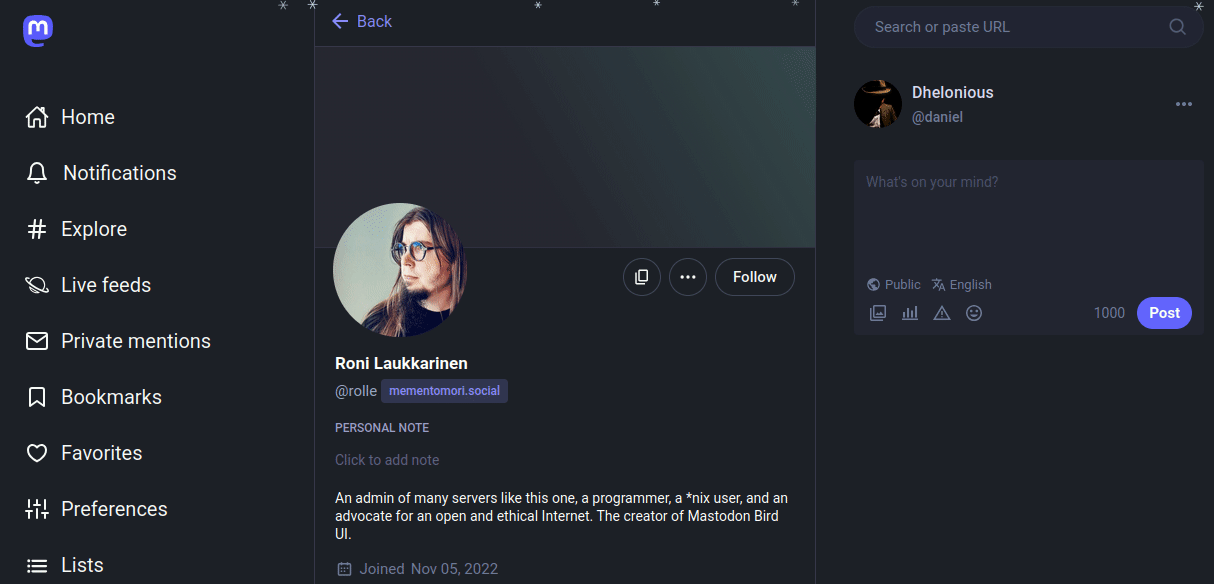 Home
Notifications
Explore
Live feeds
Private mentions
Bookmarks
Favorites
Preferences
Lists
Back
Follow
Roni Laukkarinen
@rolle mementomori.social
PERSONAL NOTE
Click to add note
An admin of many servers like this one, a programmer, a *nix user, and an
advocate for an open and ethical Internet. The creator of Mastodon Bird
UI.
Joined Nov 05, 2022
Search or paste URL
Dhelonious
@daniel
What's on your mind?
Public English
1000 Post